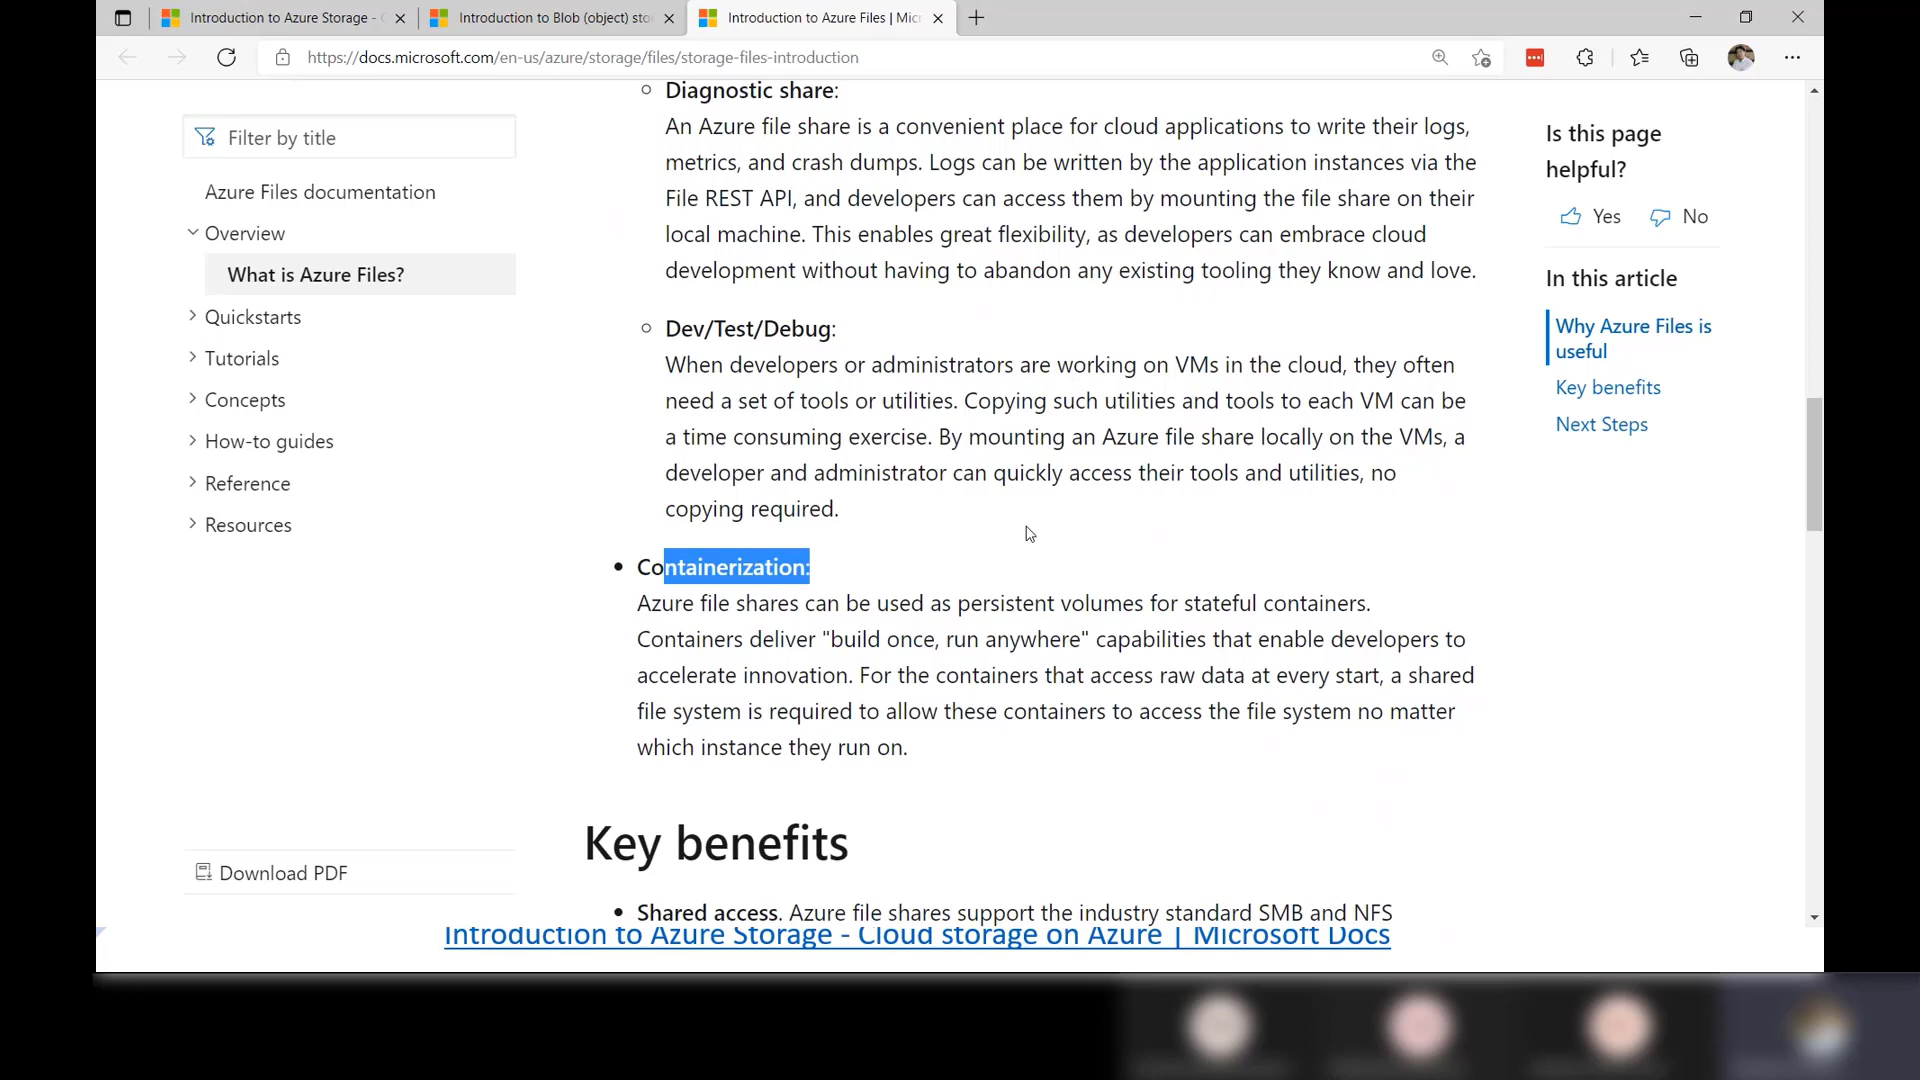 Introduction to Azure Storage - C
Introduction to Blob (object) sto
Introduction to Azure Files | Mic
https://docs.microsoft.com/en-us/azure/storage/files/storage-files-introduction
Filter by title
Azure Files documentation
Overview
What is Azure Files?
Quickstarts
Tutorials
Concepts
How-to guides
Reference
Resources
Download PDF
Diagnostic share:
An Azure file share is a convenient place for cloud applications to write their logs,
metrics, and crash dumps. Logs can be written by the application instances via the
File REST API, and developers can access them by mounting the file share on their
local machine. This enables great flexibility, as developers can embrace cloud
development without having to abandon any existing tooling they know and love.
Dev/Test/Debug:
When developers or administrators are working on VMs in the cloud, they often
need a set of tools or utilities. Copying such utilities and tools to each VM can be
a time consuming exercise. By mounting an Azure file share locally on the VMs, a
developer and administrator can quickly access their tools and utilities, no
copying required.
Containerization:
Azure file shares can be used as persistent volumes for stateful containers.
Containers deliver "build once, run anywhere" capabilities that enable developers to
accelerate innovation. For the containers that access raw data at every start, a shared
file system is required to allow these containers to access the file system no matter
which instance they run on.
Key benefits
Shared access. Azure file shares support the industry standard SMB and NFS
Is this page
helpful?
Yes No
In this article
Why Azure Files is
useful
Key benefits
Next Steps
Introduction to Azure Storage - Cloud storage on Azure | Microsoft Docs